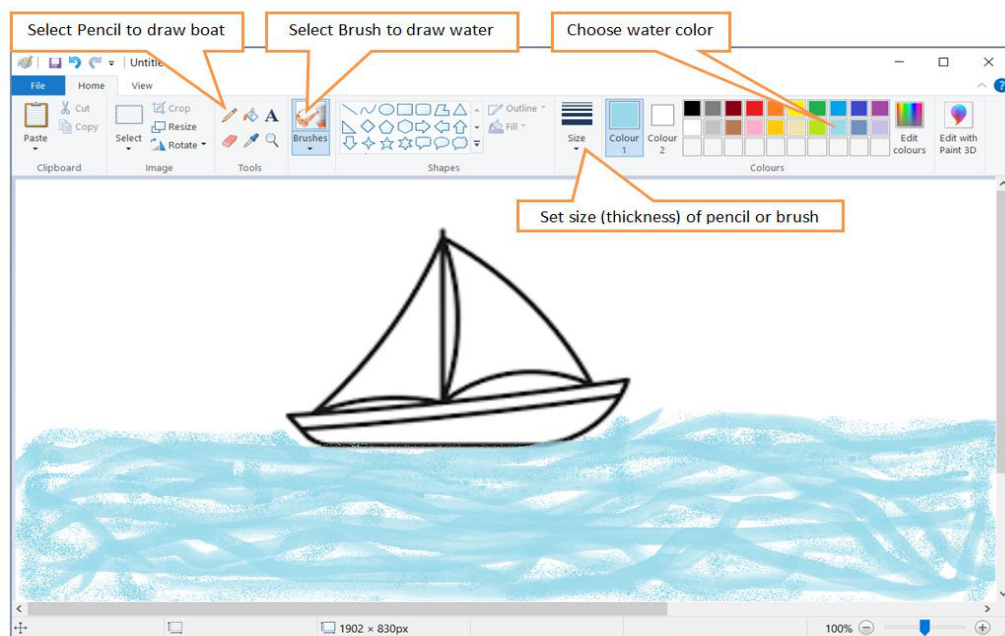 Select Pencil to draw boat
Select Brush to draw water
Choose water color
Untitle
File
Home
View
Paste
Cut
Copy
Clipboard
Select
Crop
Resize
Rotate
Image
A
Tools
Brushes
Outline
Fill
Shapes
Size
Colour
1
Colour
2
Edit
colours
Edit with
Paint 3D
Colours
Set size (thickness) of pencil or brush
1902 × 830px
100%